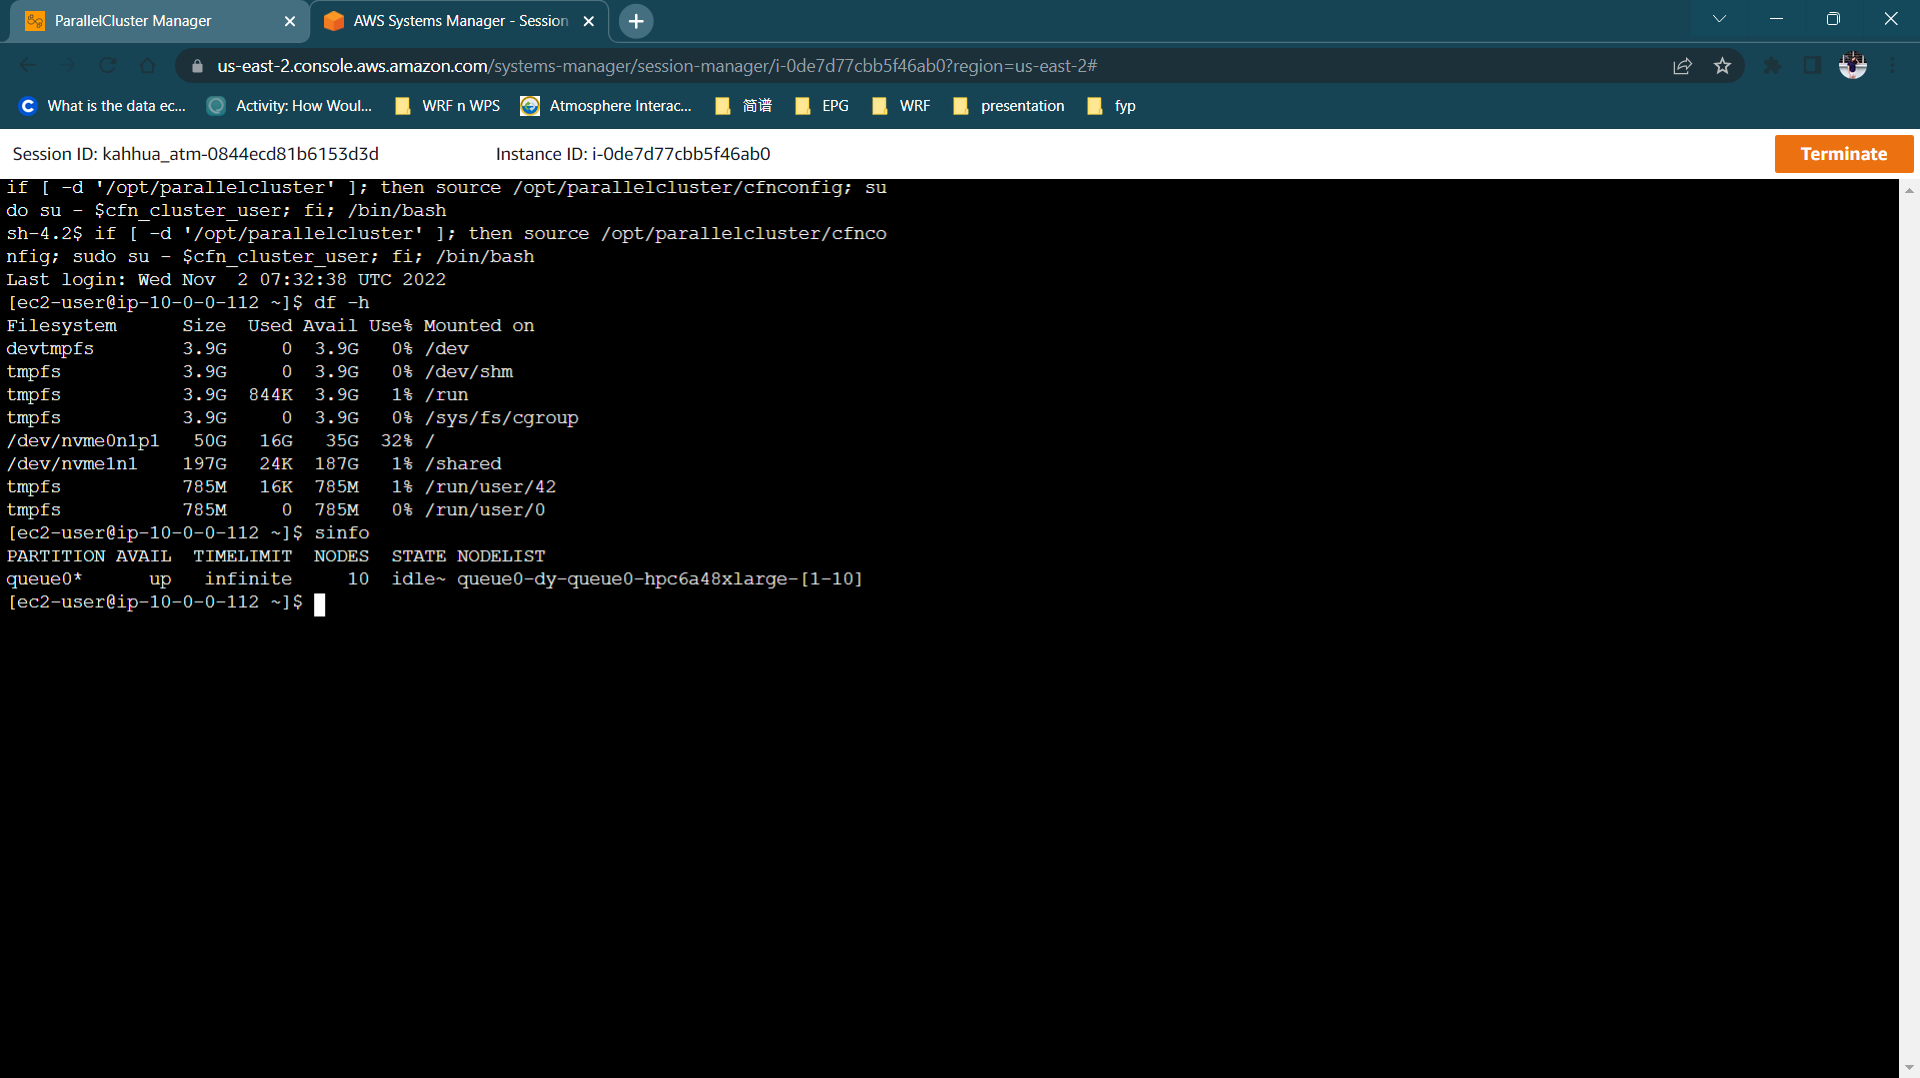 ParallelCluster Manager
AWS Systems Manager - Session
us-east-2.console.aws.amazon.com/systems-manager/session-manager/i-0de7d77cbb5f46ab0?region=us-east-2#
What is the data ec... Activity: How Woul... WRF n WPS Atmosphere Interac... 简谱 EPG WRF presentation fyp
Session ID: kahhua_atm-0844ecd81b6153d3d Instance ID: i-0de7d77cbb5f46ab0 Terminate
if [ -d '/opt/parallelcluster' ]; then source /opt/parallelcluster/cfnconfig; su
do su - $cfn_cluster_user; fi; /bin/bash
sh-4.2$ if [ -d '/opt/parallelcluster' ]; then source /opt/parallelcluster/cfnco
nfig; sudo su - $cfn_cluster_user; fi; /bin/bash
Last login: Wed Nov  2 07:32:38 UTC 2022
[ec2-user@ip-10-0-0-112 ~]$ df -h
Filesystem      Size  Used Avail Use% Mounted on
devtmpfs        3.9G     0  3.9G   0% /dev
tmpfs           3.9G     0  3.9G   0% /dev/shm
tmpfs           3.9G  844K  3.9G   1% /run
tmpfs           3.9G     0  3.9G   0% /sys/fs/cgroup
/dev/nvme0n1p1   50G   16G   35G  32% /
/dev/nvme1n1    197G   24K  187G   1% /shared
tmpfs           785M   16K  785M   1% /run/user/42
tmpfs           785M     0  785M   0% /run/user/0
[ec2-user@ip-10-0-0-112 ~]$ sinfo
PARTITION AVAIL  TIMELIMIT  NODES  STATE NODELIST
queue0*      up   infinite     10  idle~ queue0-dy-queue0-hpc6a48xlarge-[1-10]
[ec2-user@ip-10-0-0-112 ~]$